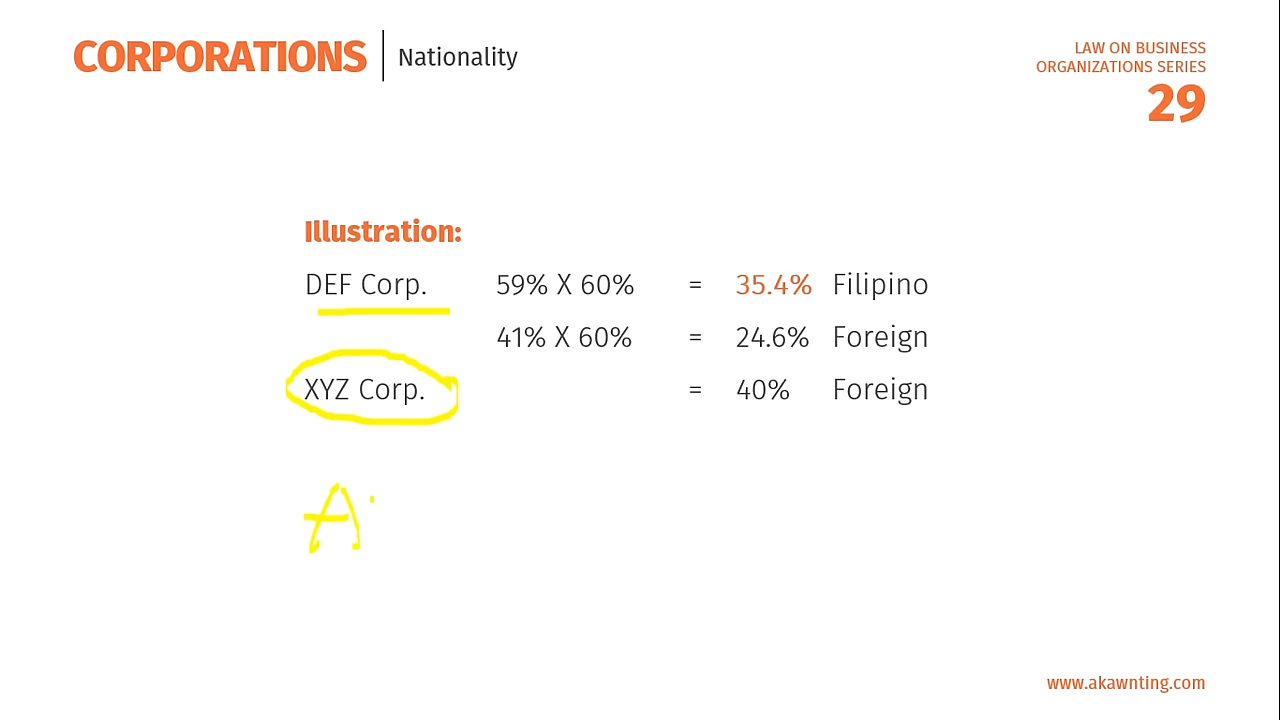 CORPORATIONS | Nationality
LAW ON BUSINESS
ORGANIZATIONS SERIES
29
Illustration:
DEF Corp. 59% X 60% = 35.4% Filipino
41% X 60% = 24.6% Foreign
XYZ Corp. = 40% Foreign
A
www.akawnting.com